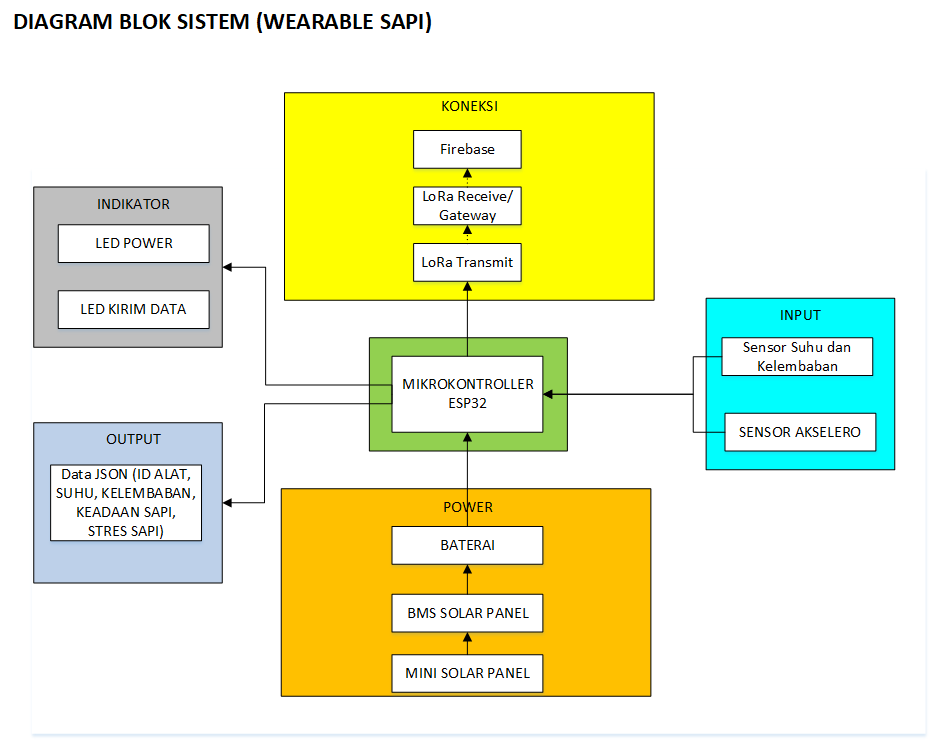 DIAGRAM BLOK SISTEM (WEARABLE SAPI)
KONEKSI
Firebase
LoRa Receive/
Gateway
LoRa Transmit
INDIKATOR
LED POWER
LED KIRIM DATA
INPUT
Sensor Suhu dan
Kelembaban
SENSOR AKSELERO
MIKROKONTROLLER
ESP32
OUTPUT
Data JSON (ID ALAT,
SUHU, KELEMBABAN,
KEADAAN SAPI,
STRES SAPI)
POWER
BATERAI
BMS SOLAR PANEL
MINI SOLAR PANEL